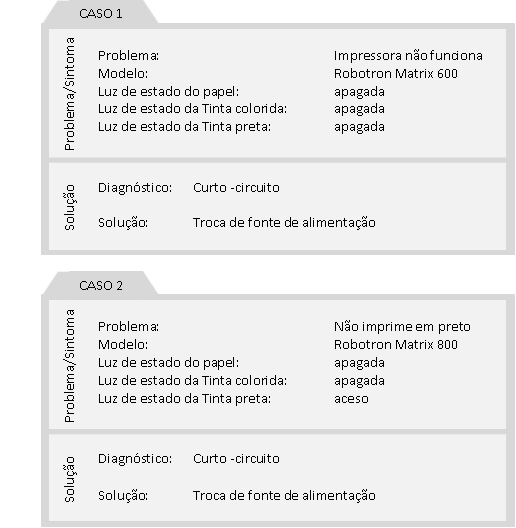 CASO 1
Problema/Sintoma
Problema: Impressora não funciona
Modelo: Robotron Matrix 600
Luz de estado do papel: apagada
Luz de estado da Tinta colorida: apagada
Luz de estado da Tinta preta: apagada
Solução
Diagnóstico: Curto -circuito
Solução: Troca de fonte de alimentação
CASO 2
Problema/Sintoma
Problema: Não imprime em preto
Modelo: Robotron Matrix 800
Luz de estado do papel: apagada
Luz de estado da Tinta colorida: apagada
Luz de estado da Tinta preta: aceso
Solução
Diagnóstico: Curto -circuito
Solução: Troca de fonte de alimentação